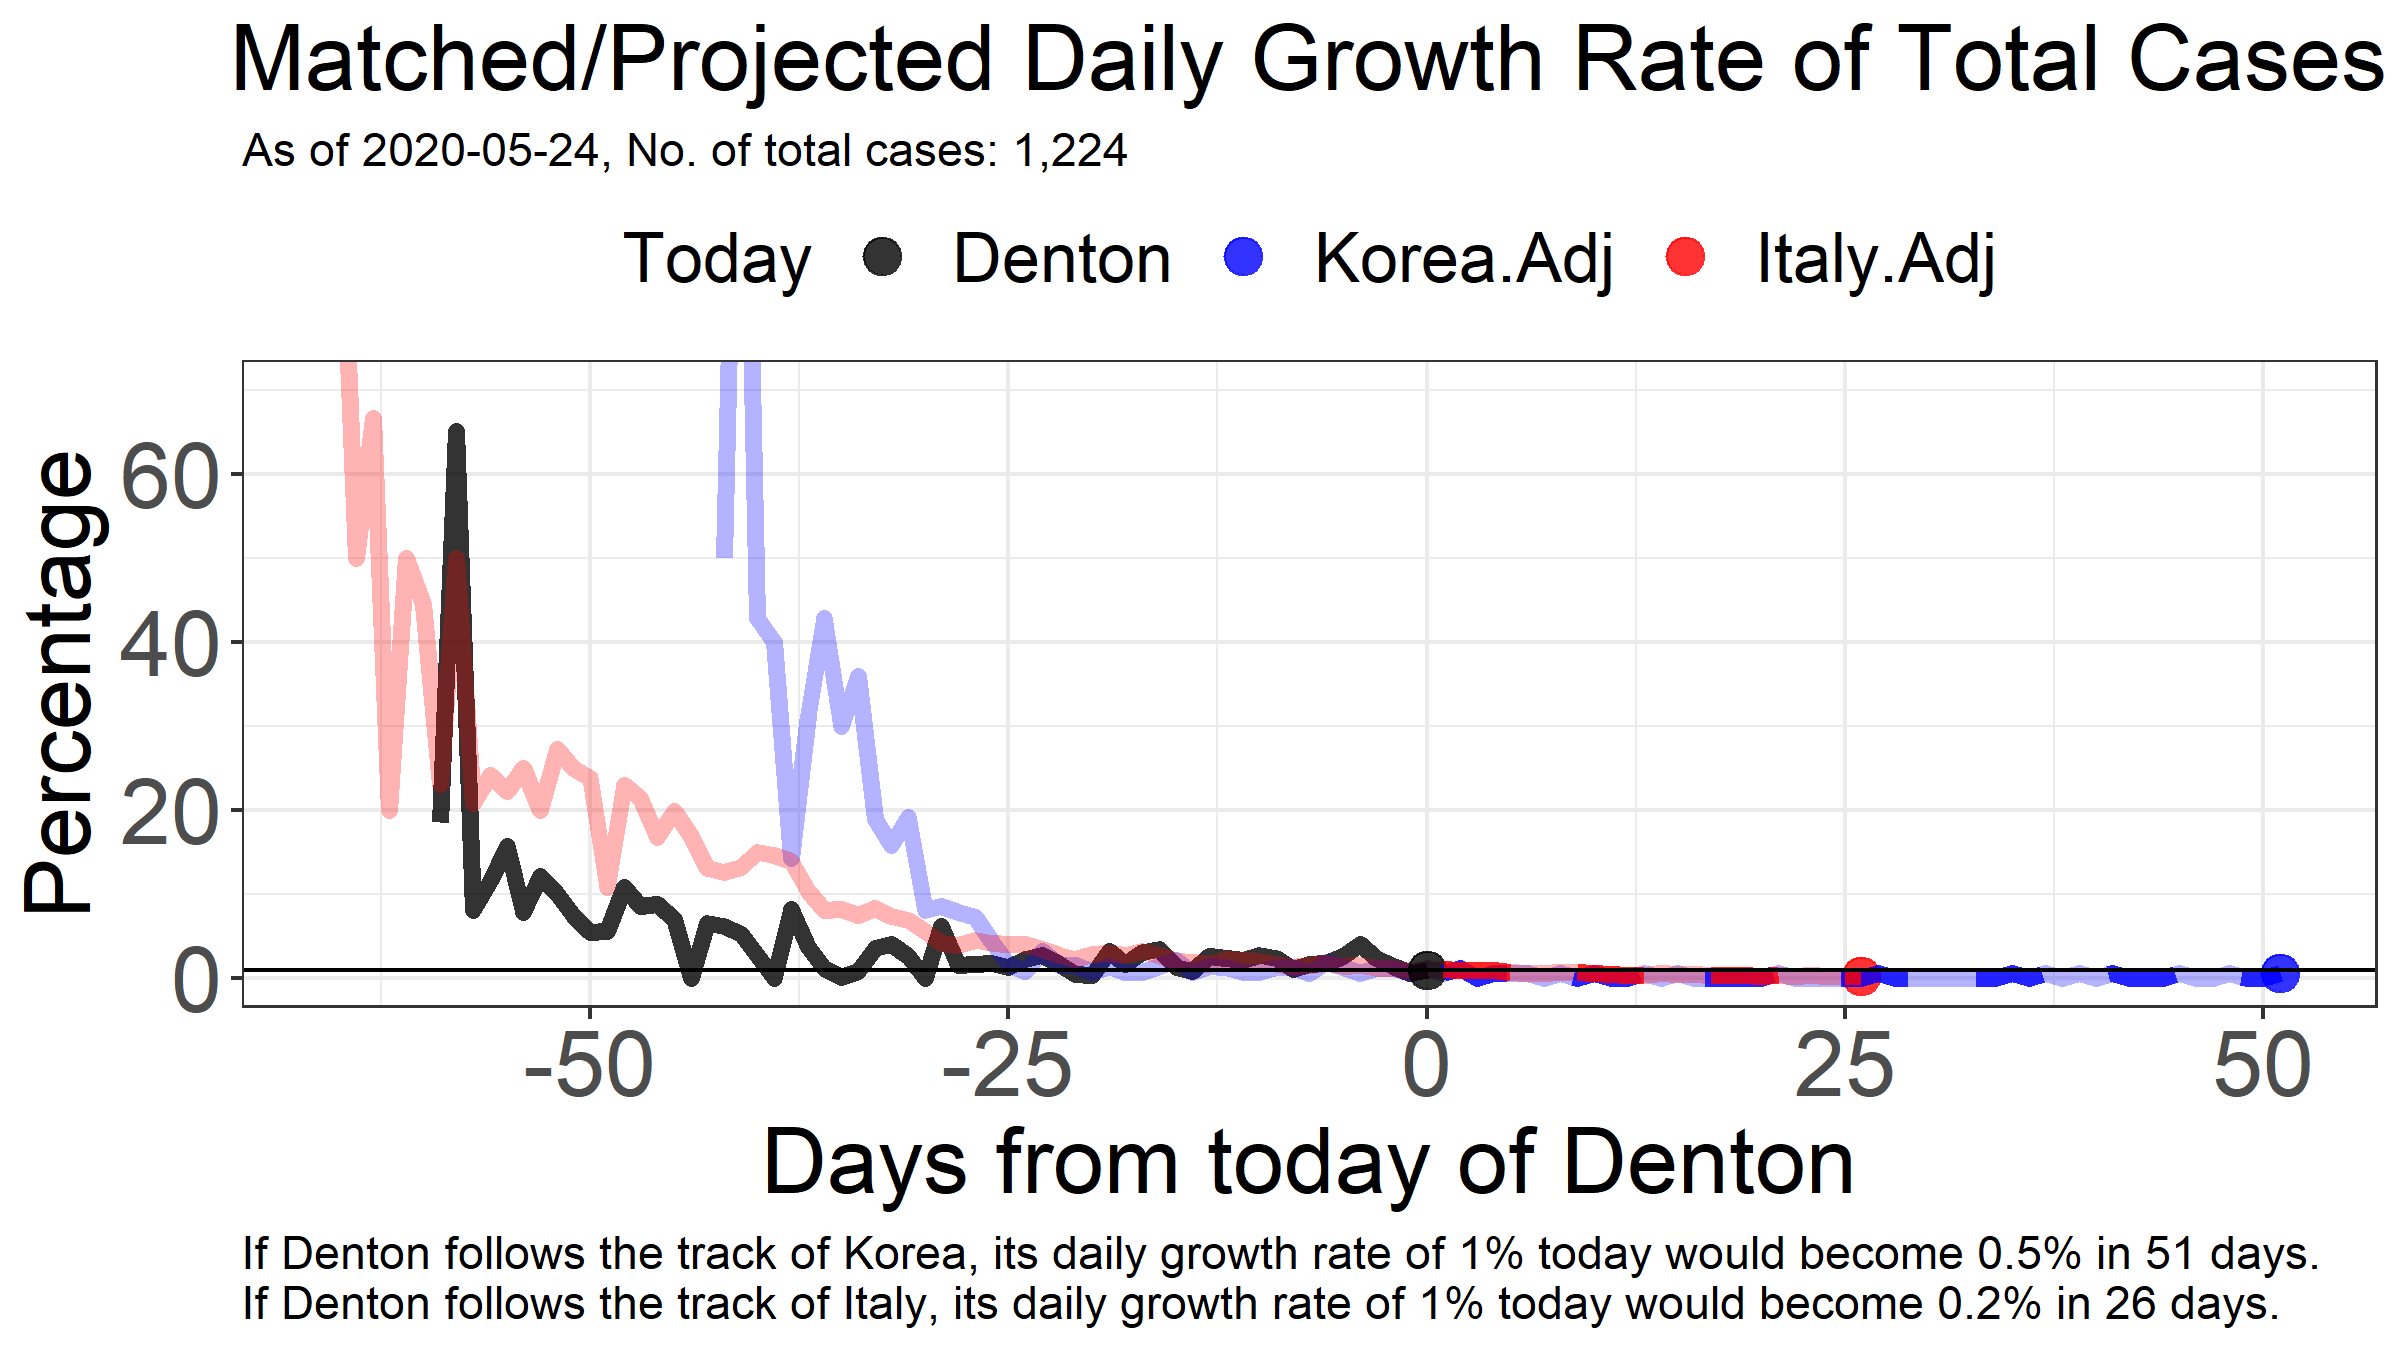 Matched/Projected Daily Growth Rate of Total Cases
As of 2020-05-24, No. of total cases: 1,224
Today Denton Korea.Adj Italy.Adj
Percentage
60
40
20
0
-50 -25 0 25 50
Days from today of Denton
If Denton follows the track of Korea, its daily growth rate of 1% today would become 0.5% in 51 days.
If Denton follows the track of Italy, its daily growth rate of 1% today would become 0.2% in 26 days.